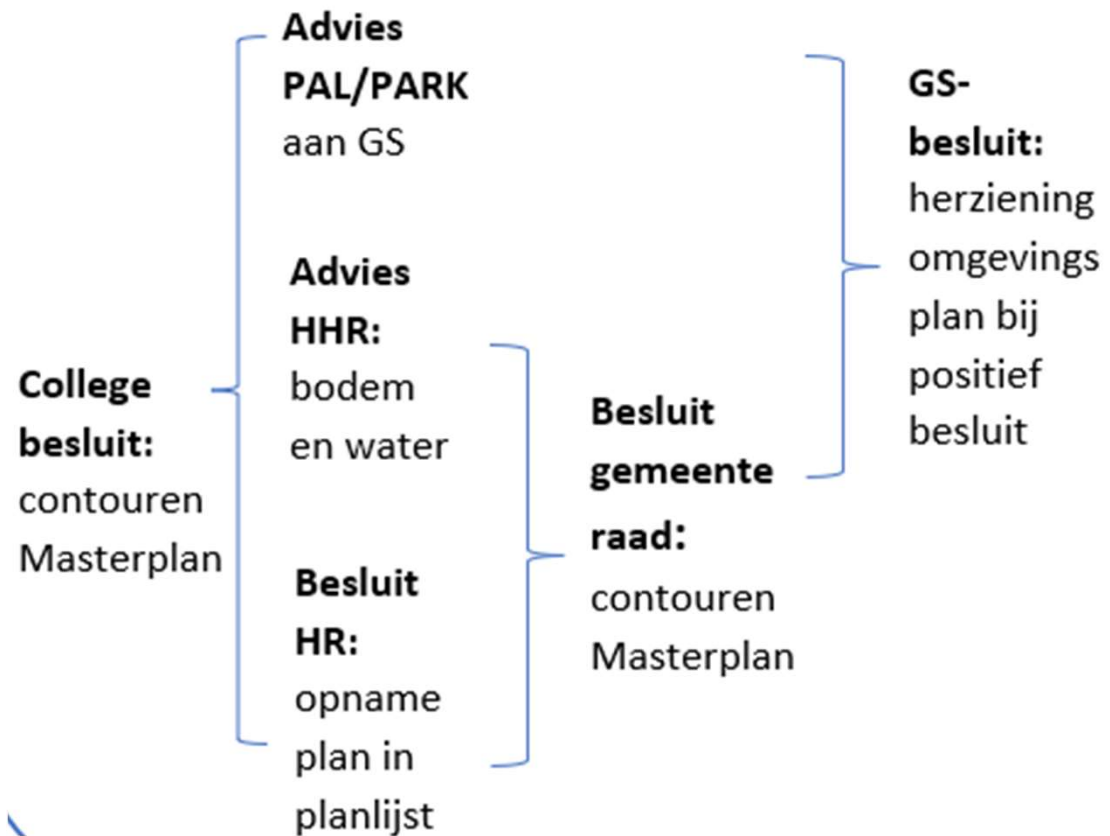 College
besluit:
contouren
Masterplan
Advies
PAL/PARK
aan GS
Advies
HHR:
bodem
en water
Besluit
HR:
opname
plan in
planlijst
Besluit
gemeente
raad:
contouren
Masterplan
GS-
besluit:
herziening
omgevings
plan bij
positief
besluit